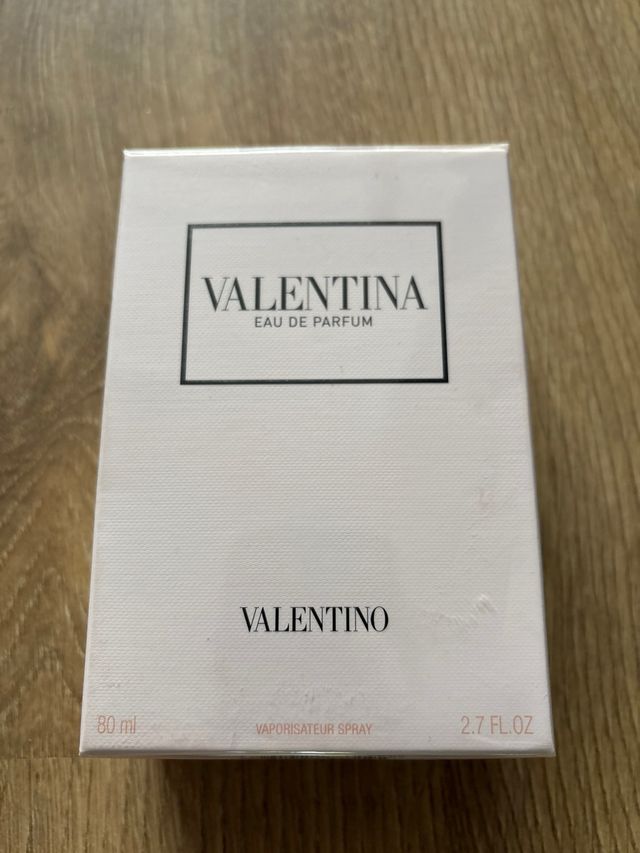 VALENTINA
EAU DE PARFUM
VALENTINO
80 ml VAPORISATEUR SPRAY 2.7 FL.OZ